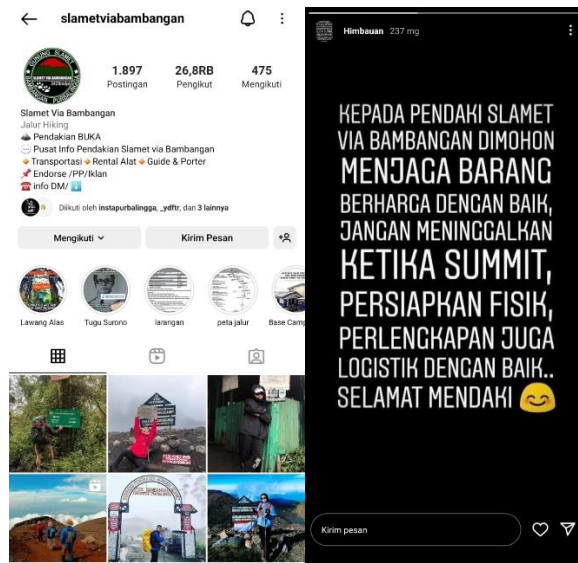 slametvialbambangan
1.897
26,8RB
475
Postingan
Pengikut
Mengikuti
Slamet Via Bambangan
Jalur Hiking
Pendakian BUKA
Pusat Info Pendakian Slamet via Bambangan
Transportasi Rental Alat Guide & Porter
Endorse /PP/Iklan
info DM/
Diikuti oleh instapurbalingga, _ydftr, dan 3 lainnya
Mengikuti
Kirim Pesan
Lawang Alas
Tugu Surono
larangan
peta jalur
Base Camp
Himbauan 237 mg
KEPADA PENDAKI SLAMET
VIA BAMBANGAN DIMOHON
MENJAGA BARANG
BERHARGA DENGAN BAIK,
JANGAN MENINGGALKAN
KETIKA SUMMIT,
PERSIAPKAN FISIK,
PERLENGKAPAN JUGA
LOGISTIK DENGAN BAIK..
SELAMAT MENDAKI 😊
Kirim pesan